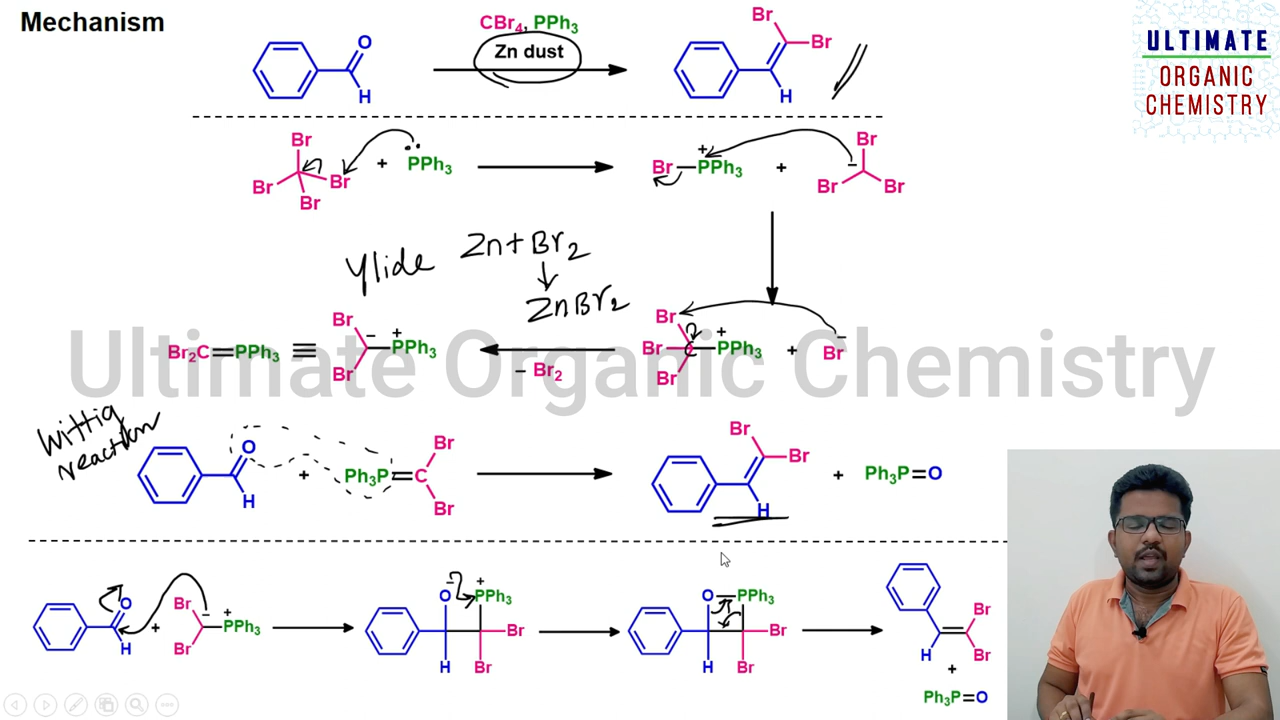 Mechanism
CBr4, PPh3
Zn dust
O
H
Br
Br
H
ULTIMATE
ORGANIC
CHEMISTRY
Br
Br
Br
Br
+
PPh3
Br
+
PPh3
+
Br
Br
Br
Ylide
Zn + Br2
ZnBr2
Br2C=PPh3
Br
Br
+
PPh3
- Br2
Br
Br
Br
+
PPh3
+
Br
Ultimate Organic Chemistry
Wittig
reaction
O
H
+
Ph3P=C
Br
Br
Br
Br
H
+
Ph3P=O
O
H
+
Br
Br
+
PPh3
O
+
PPh3
H
Br
Br
O
PPh3
H
Br
Br
H
Br
Br
+
Ph3P=O